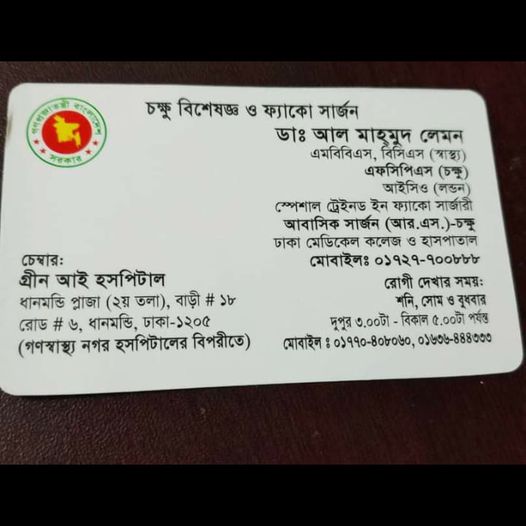 গণপ্রজাতন্ত্রী বাংলাদেশ
সরকার
চক্ষু বিশেষজ্ঞ ও ফ্যাকো সার্জন
ডাঃ আল মাহ্মুদ লেমন
এমবিবিএস, বিসিএস (স্বাস্থ্য)
এফসিপিএস (চক্ষু)
আইসিও (লন্ডন)
স্পেশাল ট্রেইনড ইন ফ্যাকো সার্জারী
আবাসিক সার্জন (আর.এস.)-চক্ষু
ঢাকা মেডিকেল কলেজ ও হাসপাতাল
মোবাইলঃ ০১৭২৭-৭০০৮৮৮
চেম্বার:
গ্রীন আই হসপিটাল
ধানমন্ডি প্লাজা (২য় তলা), বাড়ী # ১৮
রোড # ৬, ধানমন্ডি, ঢাকা-১২০৫
(গণস্বাস্থ্য নগর হসপিটালের বিপরীতে)
রোগী দেখার সময়:
শনি, সোম ও বুধবার
দুপুর ৩.০০টা - বিকাল ৫.০০টা পর্যন্ত
মোবাইল : ০১৭৭০-৪০৮০৬০, ০১৬৩৬-৪৪৪৩৩৩